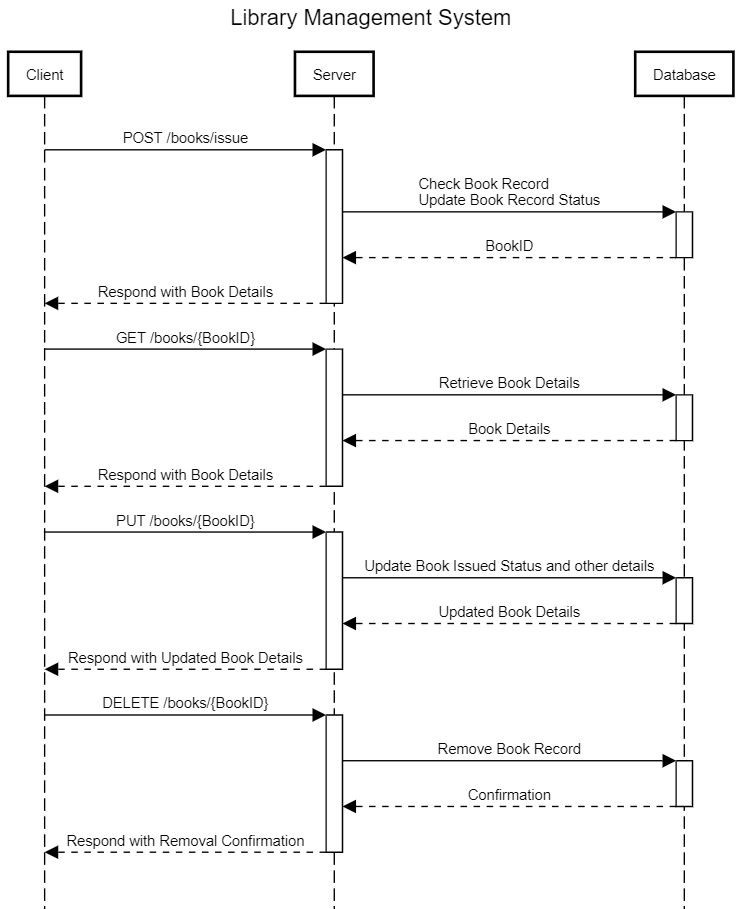 Library Management System
Client
Server
Database
POST /books/issue
Check Book Record
Update Book Record Status
BookID
Respond with Book Details
GET /books/{BookID}
Retrieve Book Details
Book Details
Respond with Book Details
PUT /books/{BookID}
Update Book Issued Status and other details
Updated Book Details
Respond with Updated Book Details
DELETE /books/{BookID}
Remove Book Record
Confirmation
Respond with Removal Confirmation